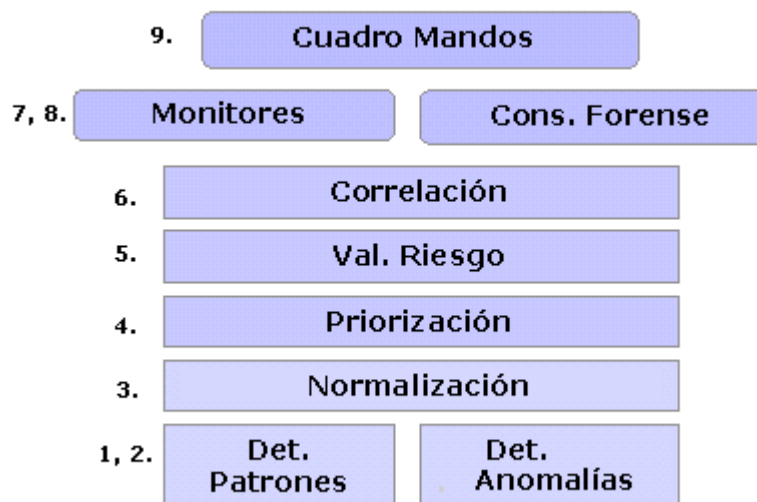 9. Cuadro Mandos
7, 8. Monitores Cons. Forense
6. Correlación
5. Val. Riesgo
4. Priorización
3. Normalización
1, 2. Det. Patrones Det. Anomalías